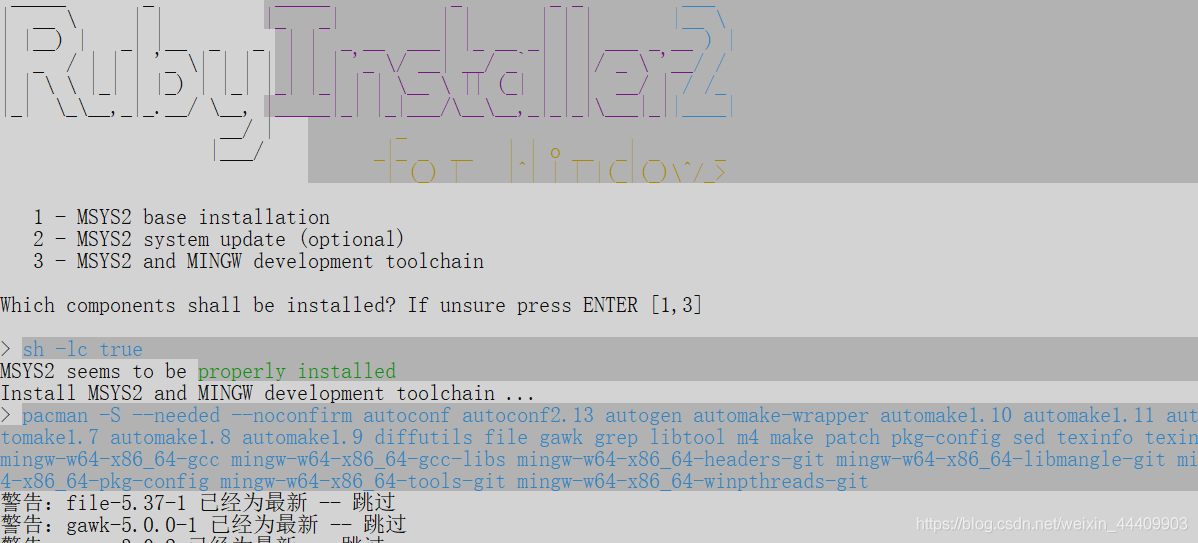 RubyInstaller2
for Windows
1 - MSYS2 base installation
2 - MSYS2 system update (optional)
3 - MSYS2 and MINGW development toolchain
Which components shall be installed? If unsure press ENTER [1,3]
> sh -lc true
MSYS2 seems to be properly installed
Install MSYS2 and MINGW development toolchain ...
> pacman -S --needed --noconfirm autoconf autoconf2.13 autogen automake-wrapper automake1.10 automake1.11 aut
tomake1.7 automake1.8 automake1.9 diffutils file gawk grep libtool m4 make patch pkg-config sed texinfo texin
mingw-w64-x86_64-gcc mingw-w64-x86_64-gcc-libs mingw-w64-x86_64-headers-git mingw-w64-x86_64-libmangle-git mi
4-x86_64-pkg-config mingw-w64-x86_64-tools-git mingw-w64-x86_64-winpthreads-git
警告：file-5.37-1 已经为最新 -- 跳过
警告：gawk-5.0.0-1 已经为最新 -- 跳过
https://blog.csdn.net/weixin_44409903